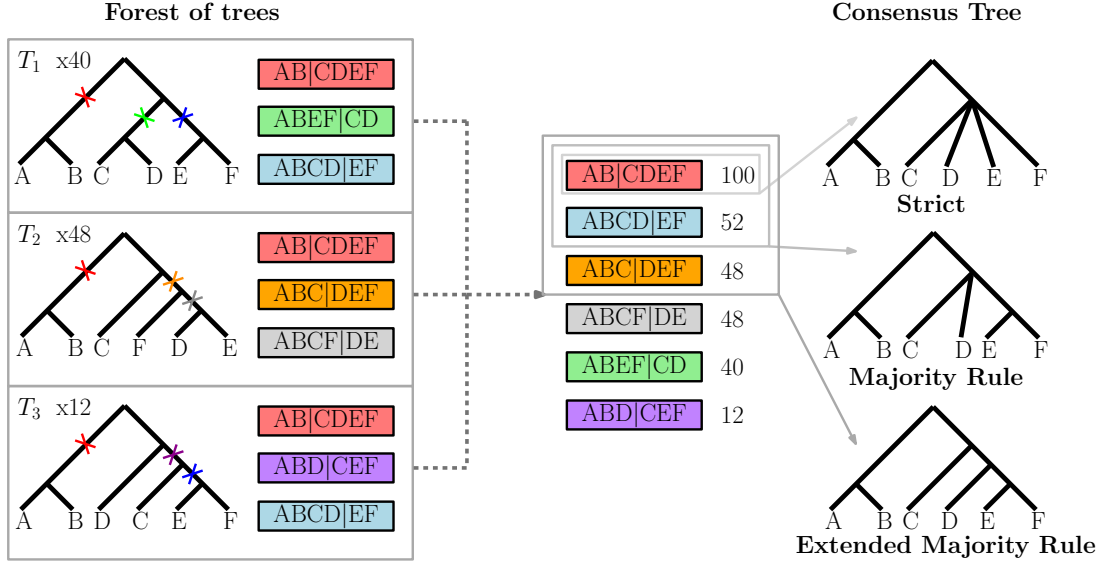 Forest of trees
Consensus Tree
T1 x40
AB|CDEF
ABEF|CD
ABCD|EF
A B C D E F
T2 x48
AB|CDEF
ABC|DEF
ABCF|DE
A B C F D E
T3 x12
AB|CDEF
ABD|CEF
ABCD|EF
A B D C E F
AB|CDEF 100
ABCD|EF 52
ABC|DEF 48
ABCF|DE 48
ABEF|CD 40
ABD|CEF 12
A B C D E F
Strict
A B C D E F
Majority Rule
A B C D E F
Extended Majority Rule